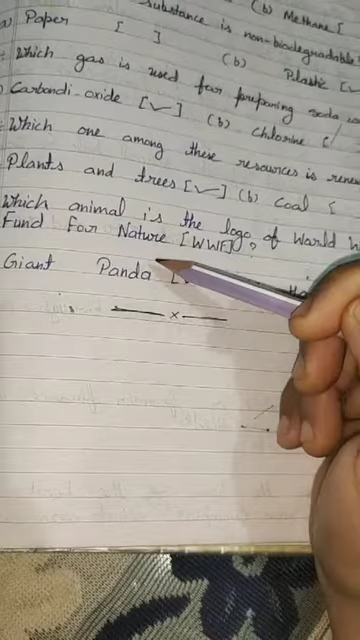 (b) Methane [
a) Paper [ ]
substance is non-biodegradable
(b) Plastic [✓
Which gas is used for preparing soda
Carbondi-oxide [✓] (b) Chlorine [
Which one among these resources is
Plants and trees [✓] (b) Coal [
Which animal is the logo of World
Fund For Nature [WWF]?
Giant Panda [
x